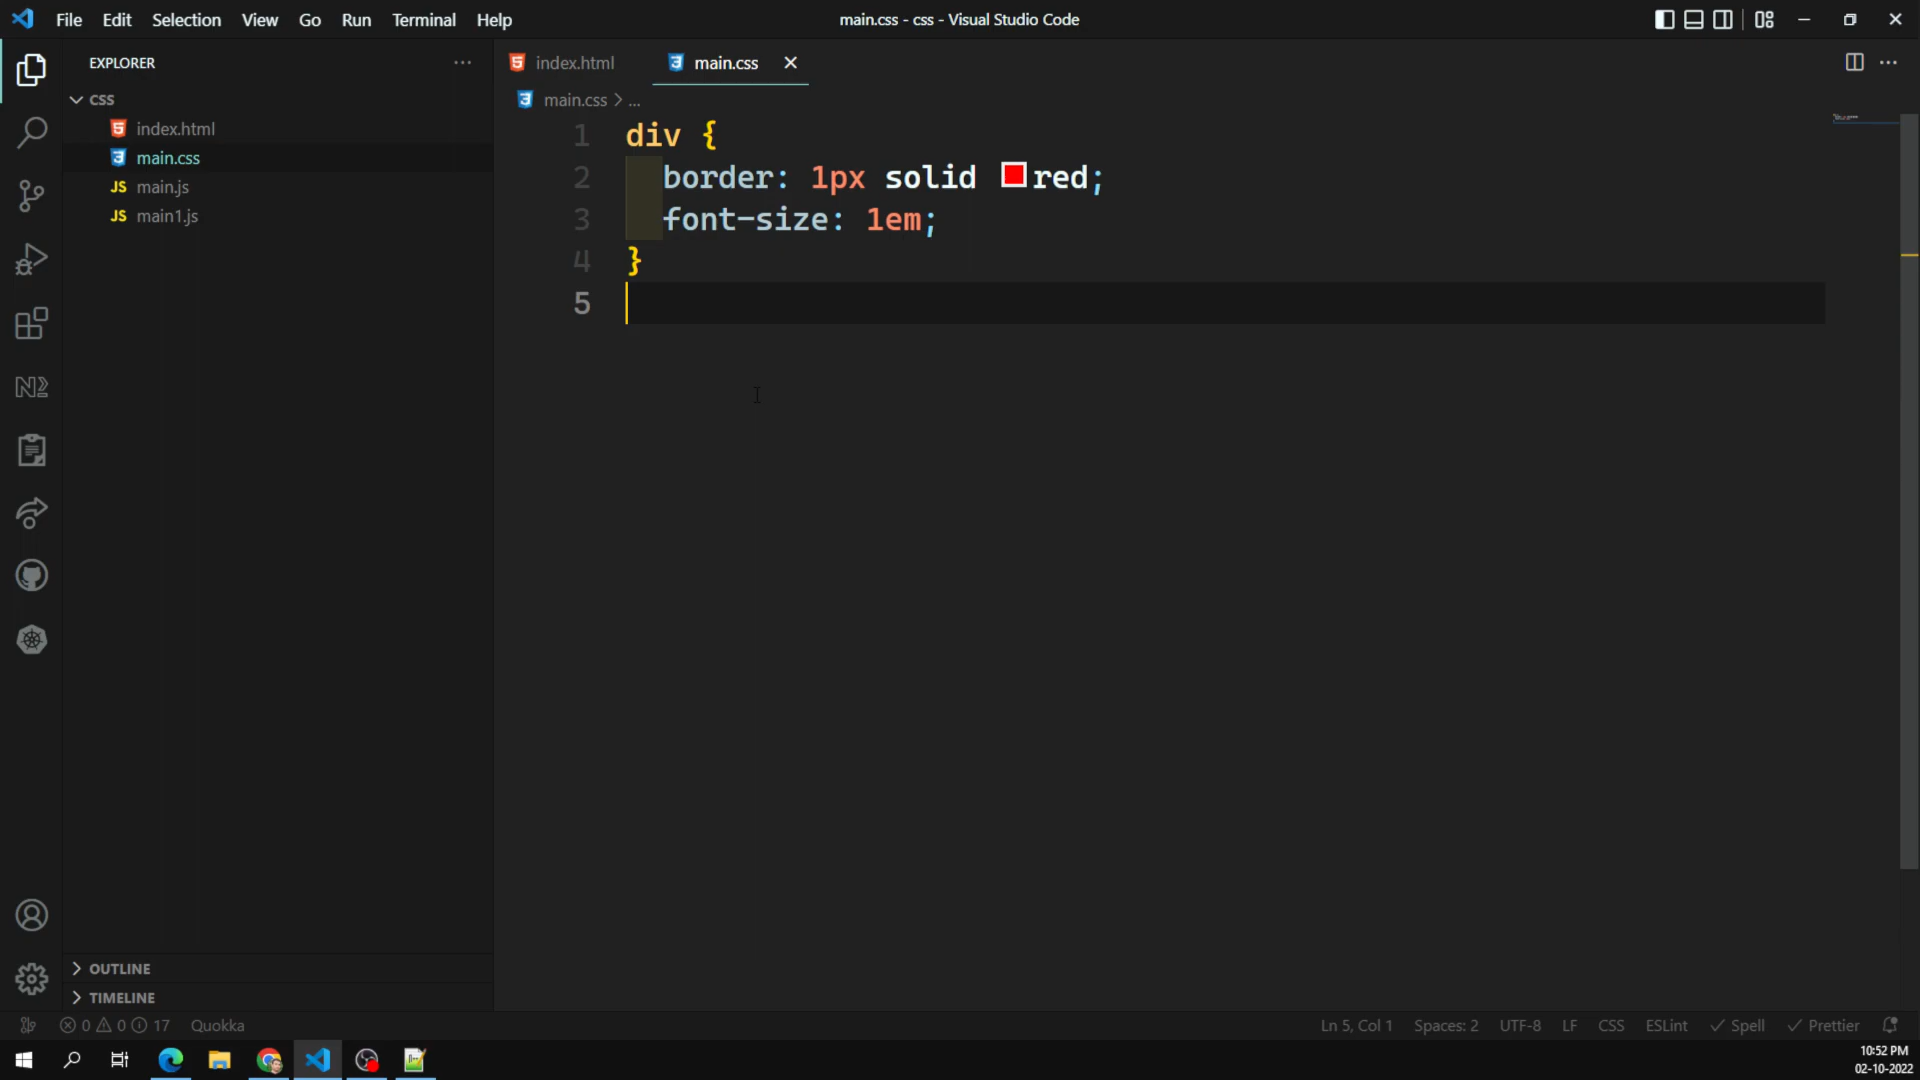 File Edit Selection View Go Run Terminal Help
main.css - css - Visual Studio Code
EXPLORER
index.html
main.css
CSS
main.css > ...
index.html
main.css
JS main.js
JS main1.js
1 div {
2 border: 1px solid red;
3 font-size: 1em;
4 }
5
OUTLINE
TIMELINE
0 0 17 Quokka
Ln 5, Col 1 Spaces: 2 UTF-8 LF CSS ESLint Spell Prettier
10:52 PM
02-10-2022